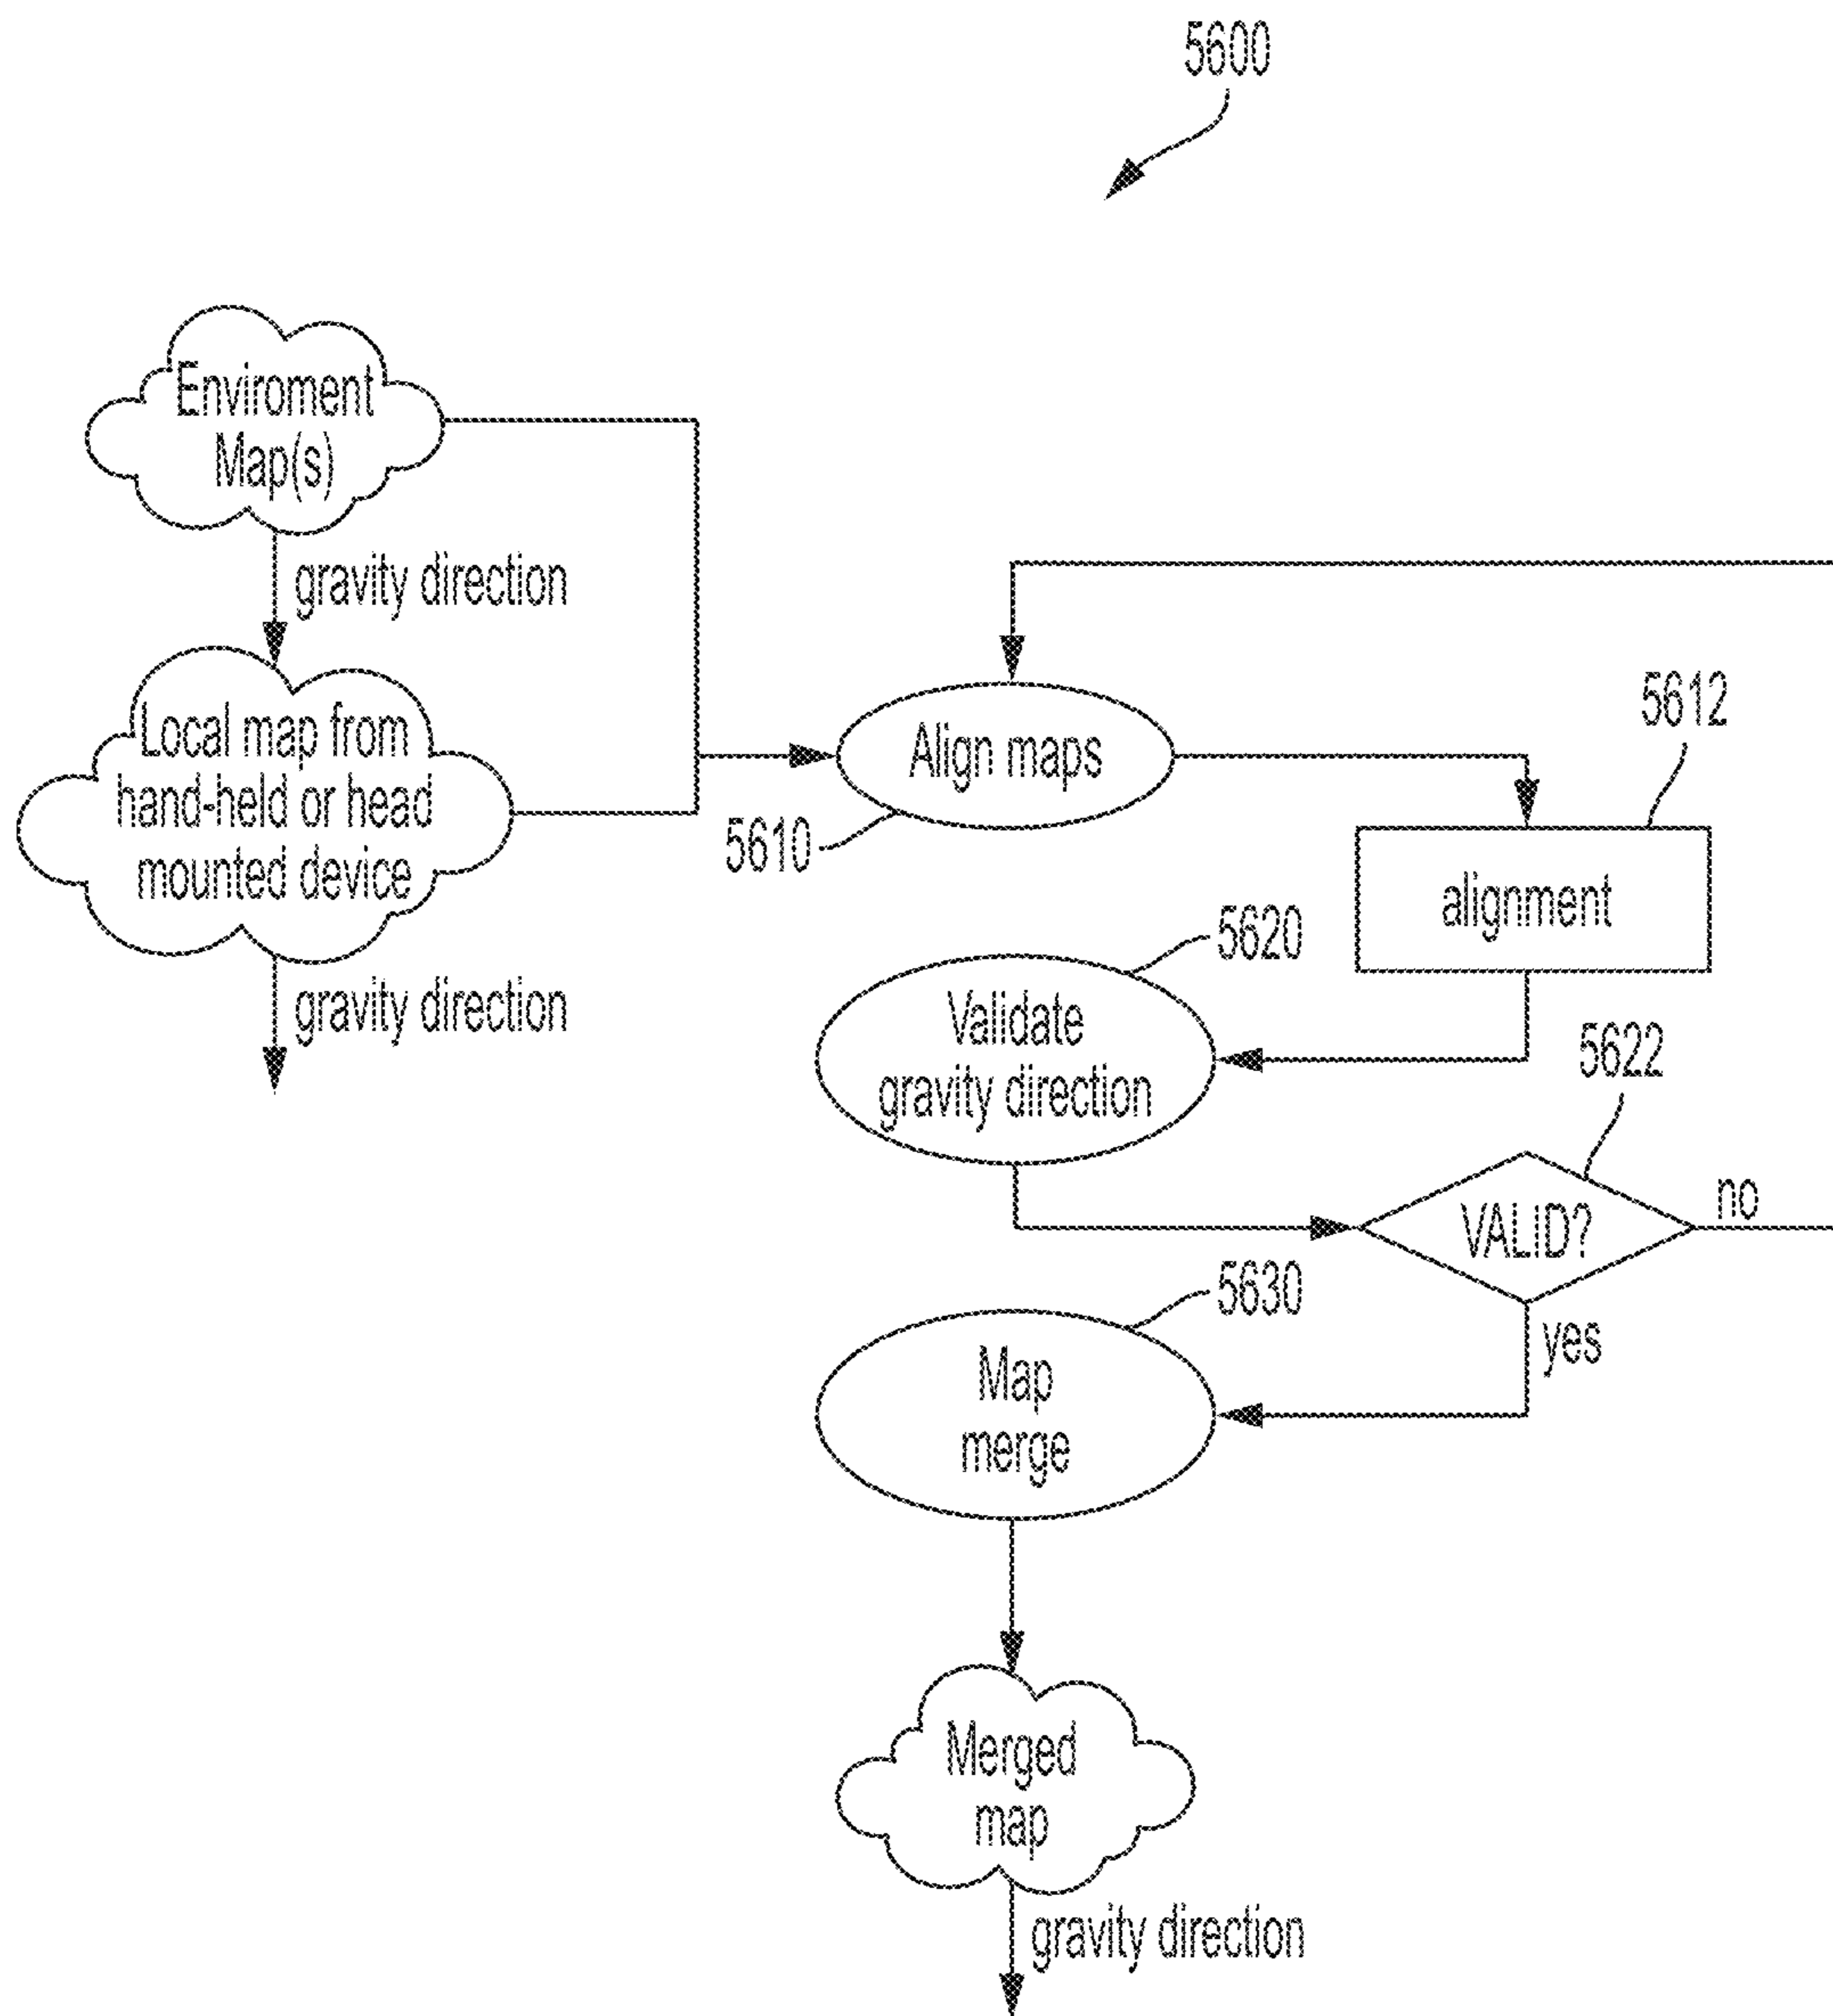 5600
Enviroment
Map(s)
gravity direction
Local map from
hand-held or head
mounted device
gravity direction
Align maps
5610
5612
alignment
5620
Validate
gravity direction
5622
VALID?
no
yes
5630
Map
merge
Merged
map
gravity direction